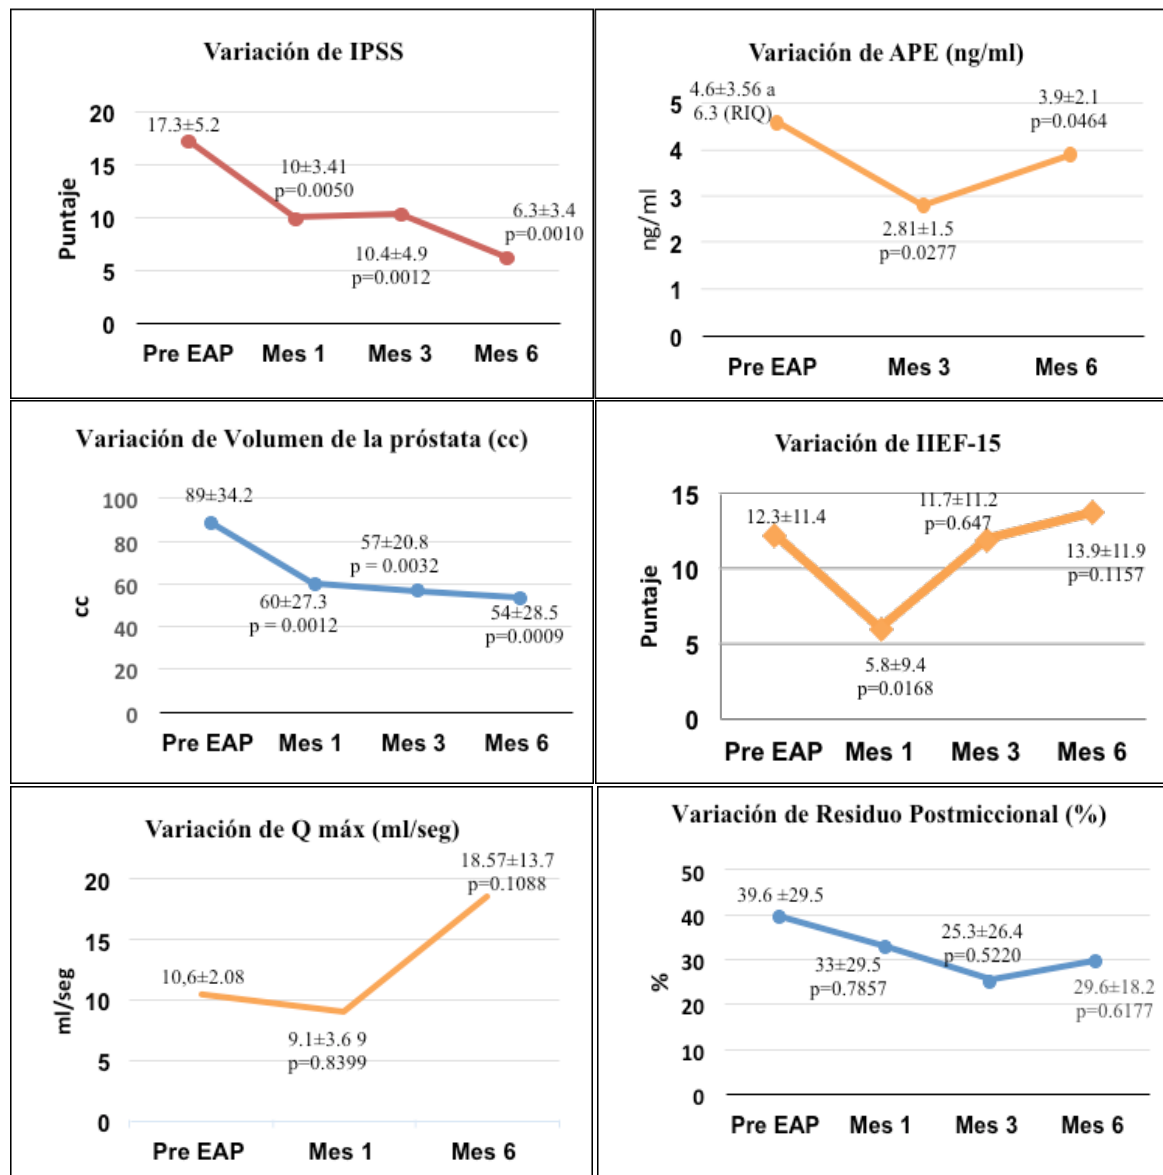 Variación de IPSS
20
15
10
5
0
Puntaje
17.3±5.2
10±3.41
p=0.0050
10.4±4.9
p=0.0012
6.3±3.4
p=0.0010
Pre EAP Mes 1 Mes 3 Mes 6
Variación de APE (ng/ml)
5
4
3
2
1
0
ng/ml
4.6±3.56 a
6.3 (RIQ)
2.81±1.5
p=0.0277
3.9±2.1
p=0.0464
Pre EAP Mes 3 Mes 6
Variación de Volumen de la próstata (cc)
100
80
60
40
20
0
cc
89±34.2
60±27.3
p = 0.0012
57±20.8
p = 0.0032
54±28.5
p=0.0009
Pre EAP Mes 1 Mes 3 Mes 6
Variación de IIEF-15
15
10
5
0
Puntaje
12.3±11.4
5.8±9.4
p=0.0168
11.7±11.2
p=0.647
13.9±11.9
p=0.1157
Pre EAP Mes 1 Mes 3 Mes 6
Variación de Q máx (ml/seg)
20
15
10
5
0
ml/seg
10,6±2.08
9.1±3.6 9
p=0.8399
18.57±13.7
p=0.1088
Pre EAP Mes 1 Mes 6
Variación de Residuo Postmiccional (%)
50
40
30
20
10
0
%
39.6 ±29.5
33±29.5
p=0.7857
25.3±26.4
p=0.5220
29.6±18.2
p=0.6177
Pre EAP Mes 1 Mes 3 Mes 6